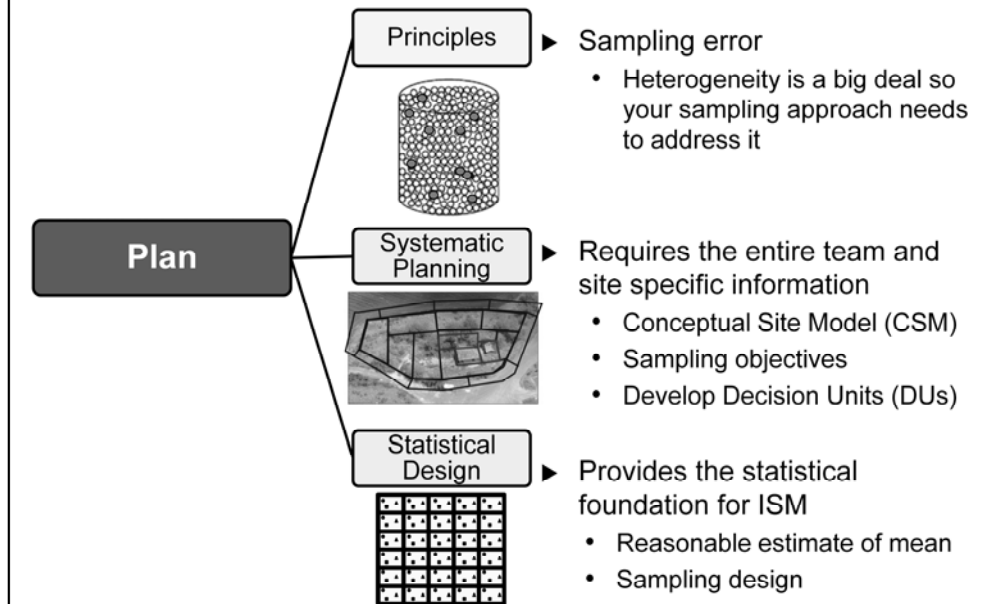 Principles
Sampling error
• Heterogeneity is a big deal so
your sampling approach needs
to address it
Plan
Systematic
Planning
Requires the entire team and
site specific information
• Conceptual Site Model (CSM)
• Sampling objectives
• Develop Decision Units (DUs)
Statistical
Design
Provides the statistical
foundation for ISM
• Reasonable estimate of mean
• Sampling design